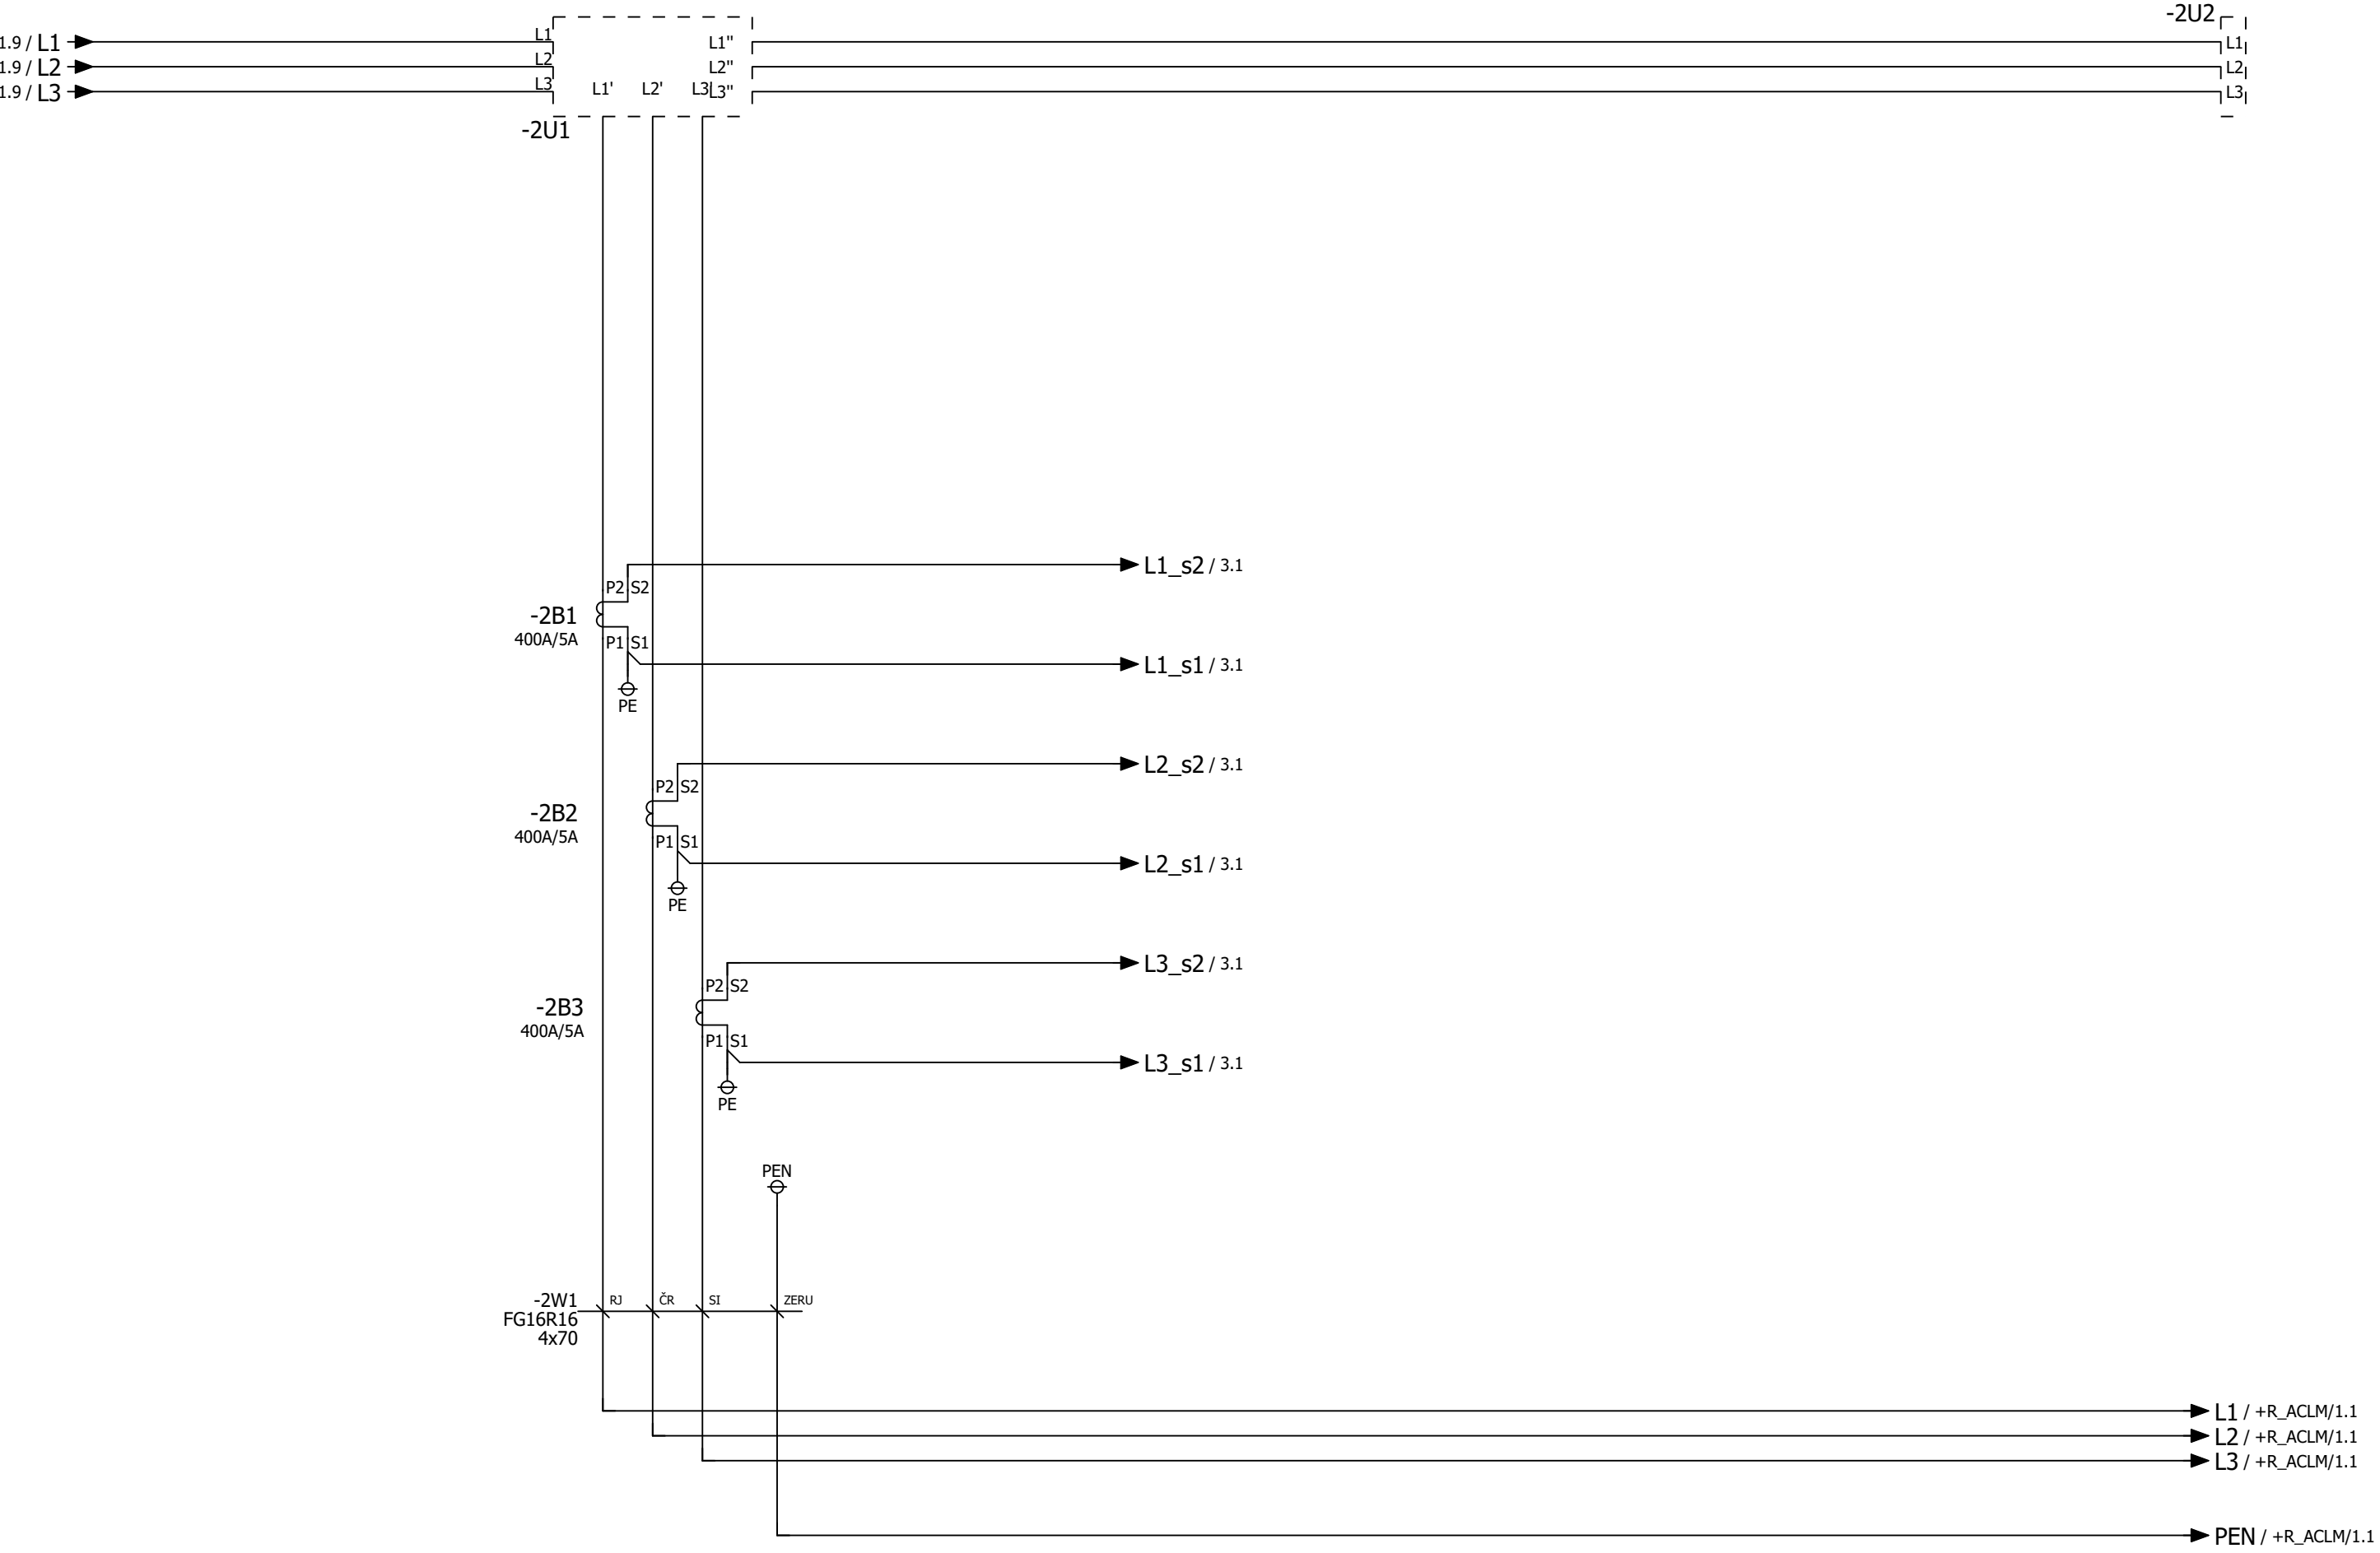 -2U2
1.9 / L1
L1
L1"
L1
1.9 / L2
L2
L2"
L2
1.9 / L3
L3
L1'
L2'
L3
L3"
L3
-2U1
L1_s2 / 3.1
P2 S2
-2B1
400A/5A
P1 S1
L1_s1 / 3.1
PE
L2_s2 / 3.1
P2 S2
-2B2
400A/5A
P1 S1
L2_s1 / 3.1
PE
L3_s2 / 3.1
P2 S2
-2B3
400A/5A
P1 S1
L3_s1 / 3.1
PE
PEN
-2W1
RJ
ČR
SI
ZERU
FG16R16
4x70
L1 / +R_ACLM/1.1
L2 / +R_ACLM/1.1
L3 / +R_ACLM/1.1
PEN / +R_ACLM/1.1